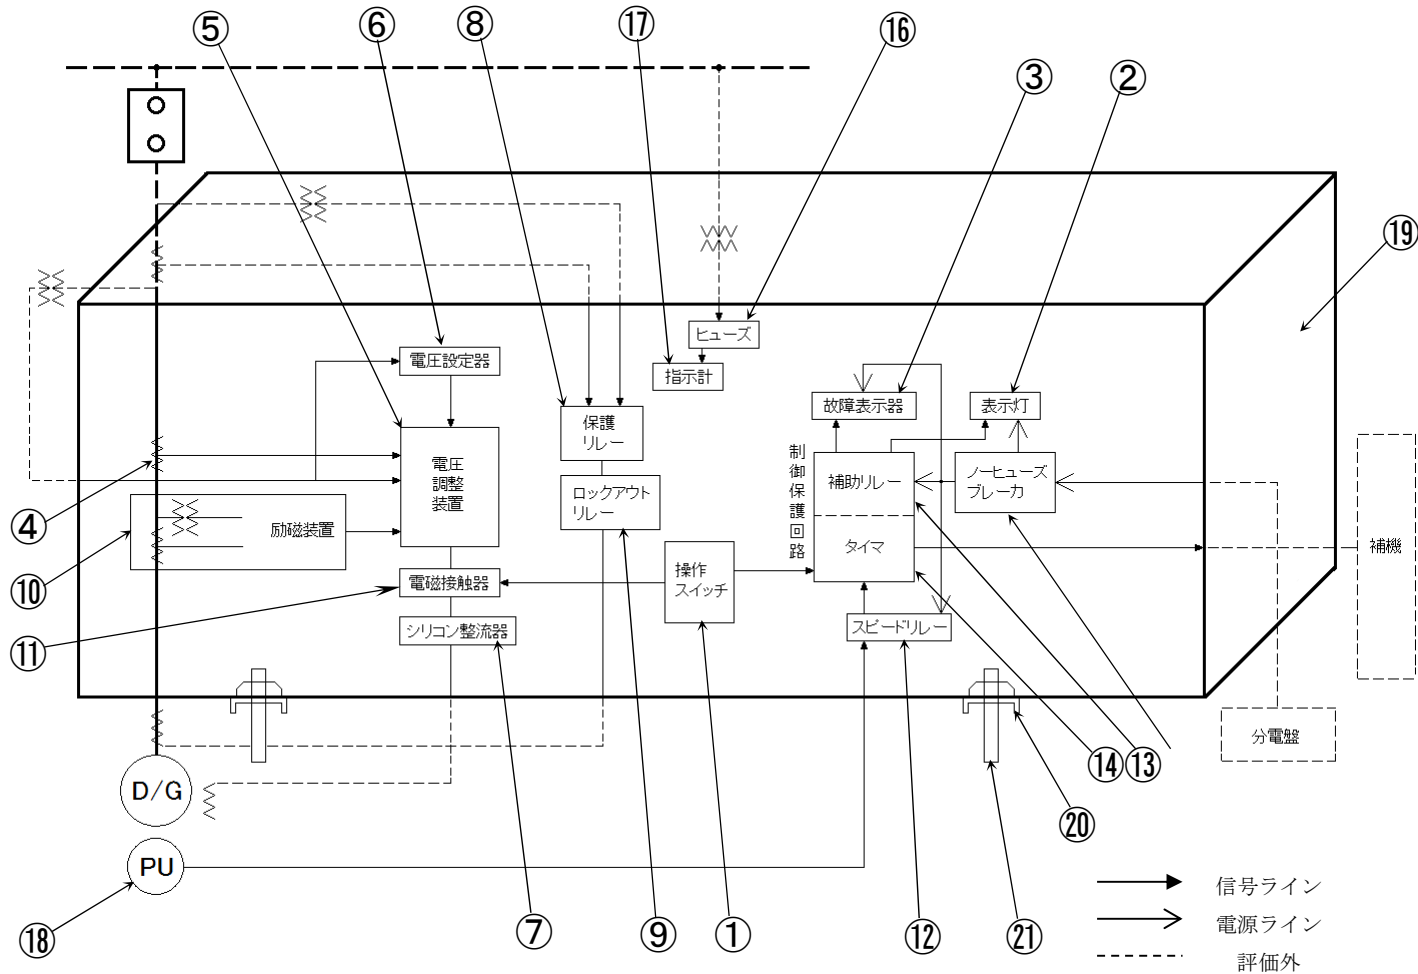 ⑤
⑥
⑧
⑰
⑯
③
②
⑲
ヒューズ
指示計
電圧設定器
故障表示器
表示灯
保護
リレー
電圧
調整
装置
ロックアウト
リレー
制御保護回路
補助リレー
ノーヒューズ
ブレーカ
タイマ
④
励磁装置
補機
⑩
電磁接触器
操作
スイッチ
シリコン整流器
スピードリレー
⑪
分電盤
⑭
⑬
D/G
⑳
PU
⑱
⑦
⑨
①
⑫
㉑
信号ライン
電源ライン
評価外